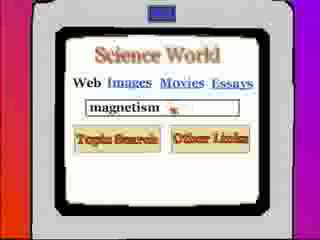 Science World
Web Images Movies Essays
magnetism
Topic Search Other Links